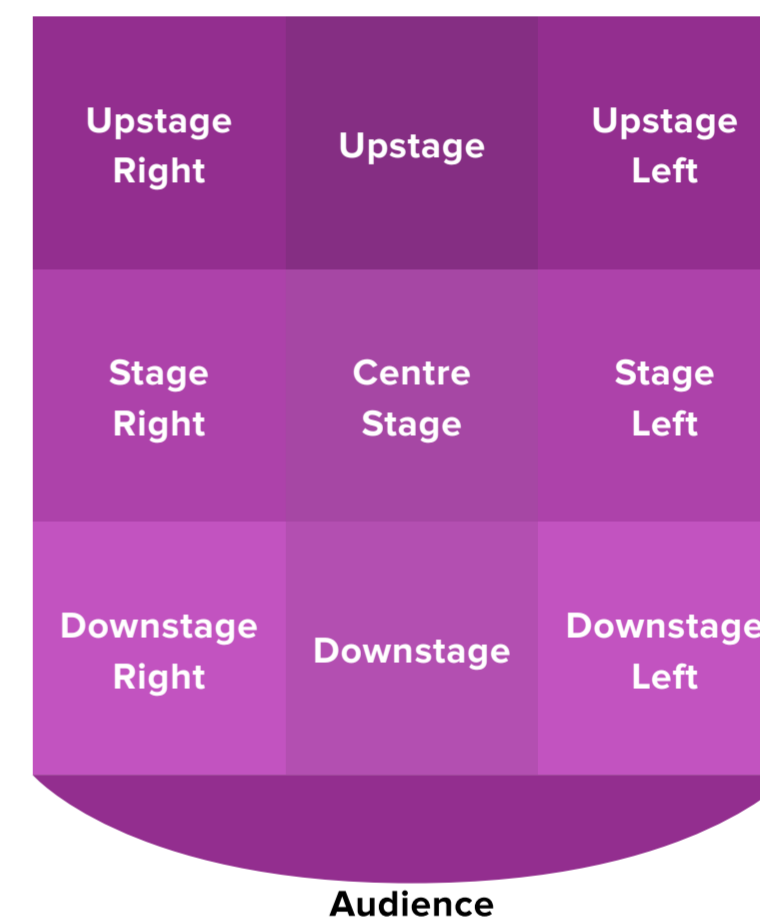 Upstage
Right
Upstage
Upstage
Left
Stage
Right
Centre
Stage
Stage
Left
Downstage
Right
Downstage
Downstage
Left
Audience